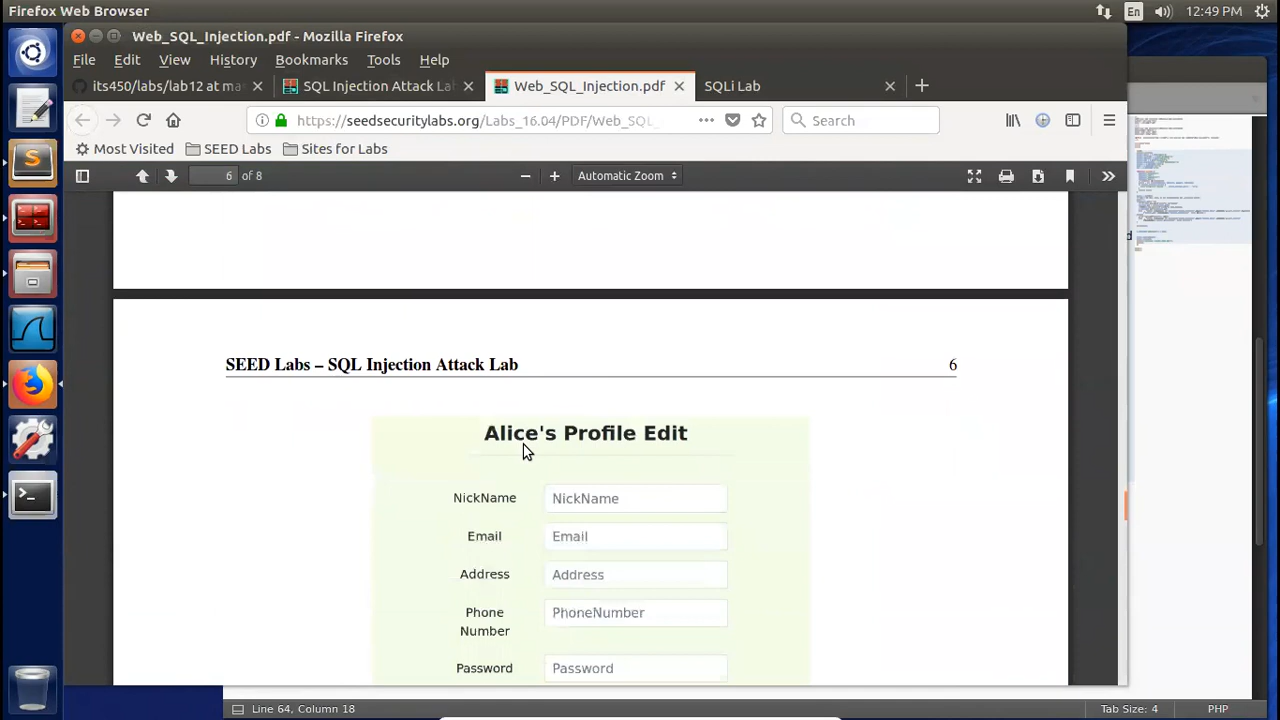 Firefox Web Browser
En
12:49 PM
Web_SQL_Injection.pdf - Mozilla Firefox
File Edit View History Bookmarks Tools Help
its450/labs/lab12 at ma
SQL Injection Attack Lab
Web_SQL_Injection.pdf
SQLi Lab
https://seedsecuritylabs.org/Labs_16.04/PDF/Web_SQL_
Search
Most Visited
SEED Labs
Sites for Labs
6 of 8
Automatic Zoom
SEED Labs – SQL Injection Attack Lab 6
Alice's Profile Edit
NickName NickName
Email Email
Address Address
Phone Number PhoneNumber
Password Password
Line 64, Column 18
Tab Size: 4
PHP